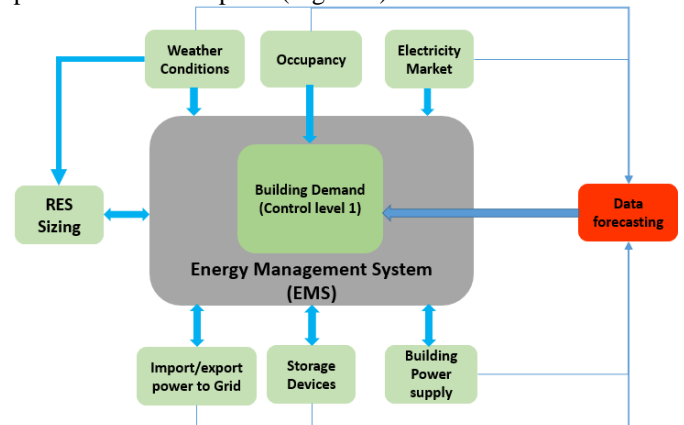 Weather
Conditions
Occupancy
Electricity
Market
RES
Sizing
Building Demand
(Control level 1)
Data
forecasting
Energy Management System
(EMS)
Import/export
power to Grid
Storage
Devices
Building
Power
supply